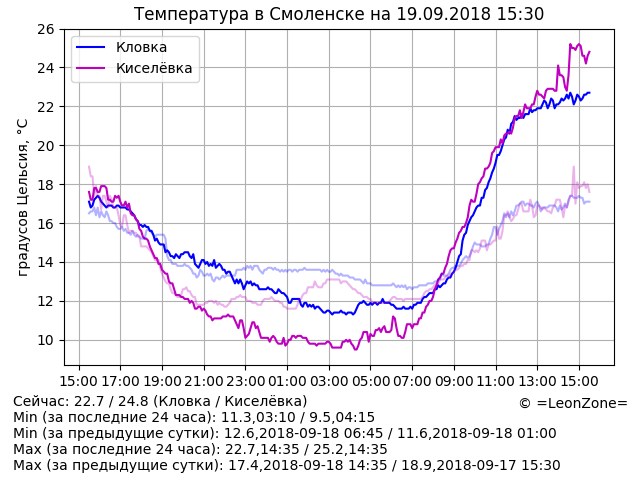 Температура в Смоленске на 19.09.2018 15:30
Кловка
Киселёвка
градусов Цельсия, °C
26
24
22
20
18
16
14
12
10
15:00 17:00 19:00 21:00 23:00 01:00 03:00 05:00 07:00 09:00 11:00 13:00 15:00
Сейчас: 22.7 / 24.8 (Кловка / Киселёвка)
© =LeonZone=
Min (за последние 24 часа): 11.3,03:10 / 9.5,04:15
Min (за предыдущие сутки): 12.6,2018-09-18 06:45 / 11.6,2018-09-18 01:00
Max (за последние 24 часа): 22.7,14:35 / 25.2,14:35
Max (за предыдущие сутки): 17.4,2018-09-18 14:35 / 18.9,2018-09-17 15:30